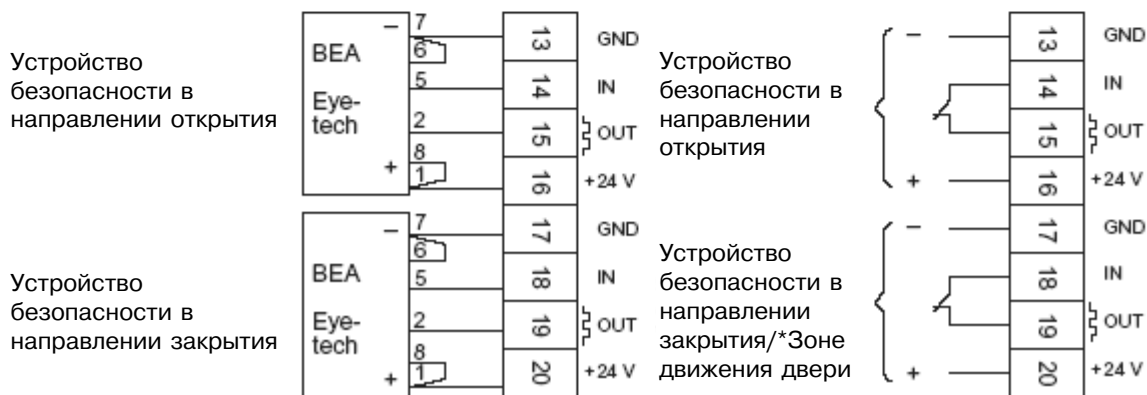 Устройство
безопасности в
направлении открытия
BEA
Eye-
tech
−
+
7
6
5
2
8
1
13
14
15
16
GND
IN
OUT
+24 V
Устройство
безопасности в
направлении
открытия
−
+
13
14
15
16
GND
IN
OUT
+24 V
Устройство
безопасности в
направлении закрытия
BEA
Eye-
tech
−
+
7
6
5
2
8
1
17
18
19
20
GND
IN
OUT
+24 V
Устройство
безопасности в
направлении
закрытия/*Зоне
движения двери
−
+
17
18
19
20
GND
IN
OUT
+24 V